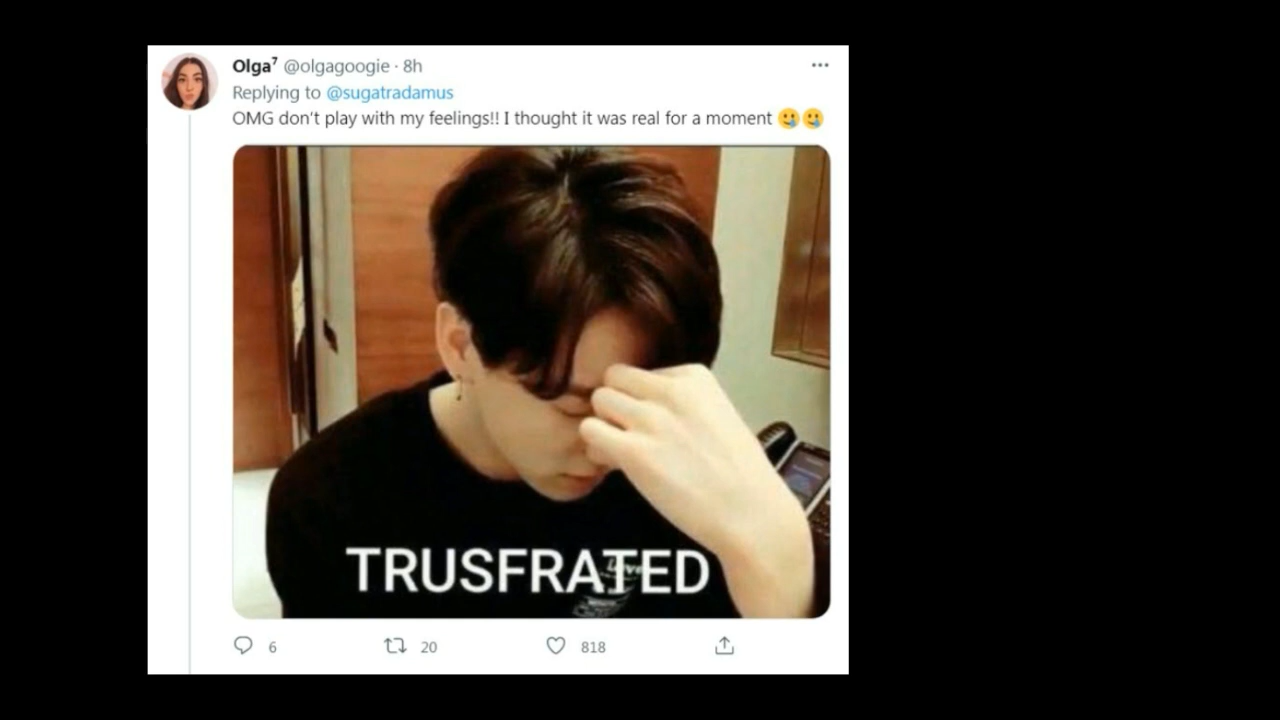 Olga⁷ @olgagoogie · 8h
Replying to @sugatradamus
OMG don't play with my feelings!! I thought it was real for a moment 🥲🥲
TRUSFRATED
6 20 818